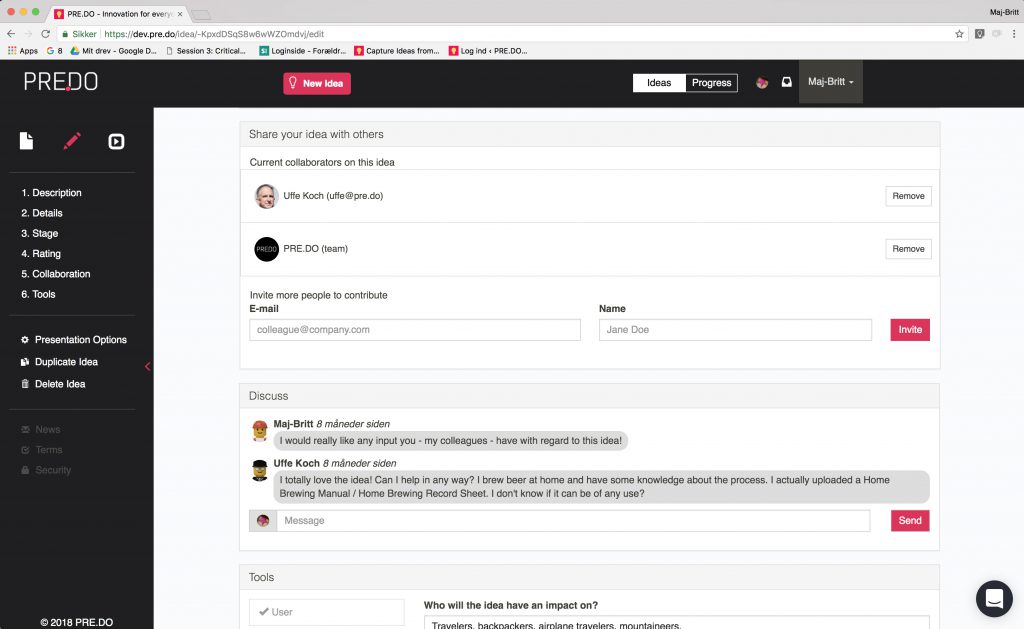 PRE.DO - Innovation for every
Maj-Britt
Sikker
https://dev.pre.do/idea/-KpxdDSqS8w6wWZOmdvj/edit
Apps
G 8
Mit drev - Google D...
Session 3: Critical...
Loginside - Forældr...
Capture Ideas from...
Log ind ‹ PRE.DO...
PRE.DO
New Idea
Ideas
Progress
Maj-Britt
1. Description
2. Details
3. Stage
4. Rating
5. Collaboration
6. Tools
Presentation Options
Duplicate Idea
Delete Idea
News
Terms
Security
© 2018 PRE.DO
Share your idea with others
Current collaborators on this idea
Uffe Koch (uffe@pre.do)
Remove
PRE.DO
PRE.DO (team)
Remove
Invite more people to contribute
E-mail
Name
colleague@company.com
Jane Doe
Invite
Discuss
Maj-Britt 8 måneder siden
I would really like any input you - my colleagues - have with regard to this idea!
Uffe Koch 8 måneder siden
I totally love the idea! Can I help in any way? I brew beer at home and have some knowledge about the process. I actually uploaded a Home
Brewing Manual / Home Brewing Record Sheet. I don't know if it can be of any use?
Message
Send
Tools
User
Who will the idea have an impact on?
Travelers, backpackers, airplane travelers, mountaineers,